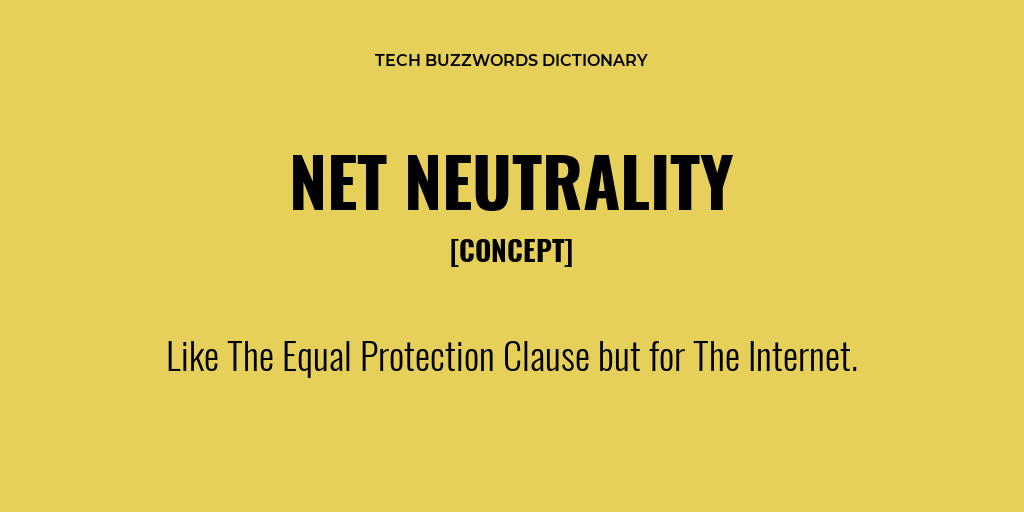 TECH BUZZWORDS DICTIONARY
NET NEUTRALITY
[CONCEPT]
Like The Equal Protection Clause but for The Internet.